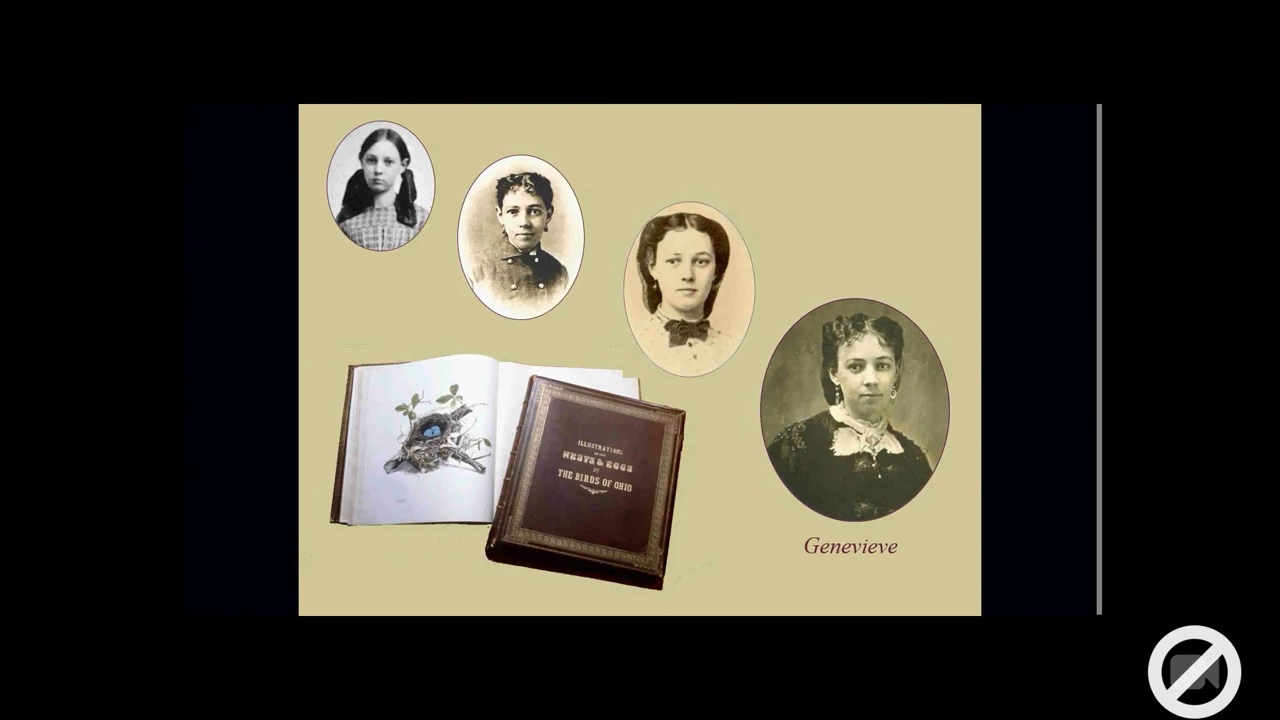 ILLUSTRATIONS
OF THE
NESTS & EGGS
OF
THE BIRDS OF OHIO
Genevieve